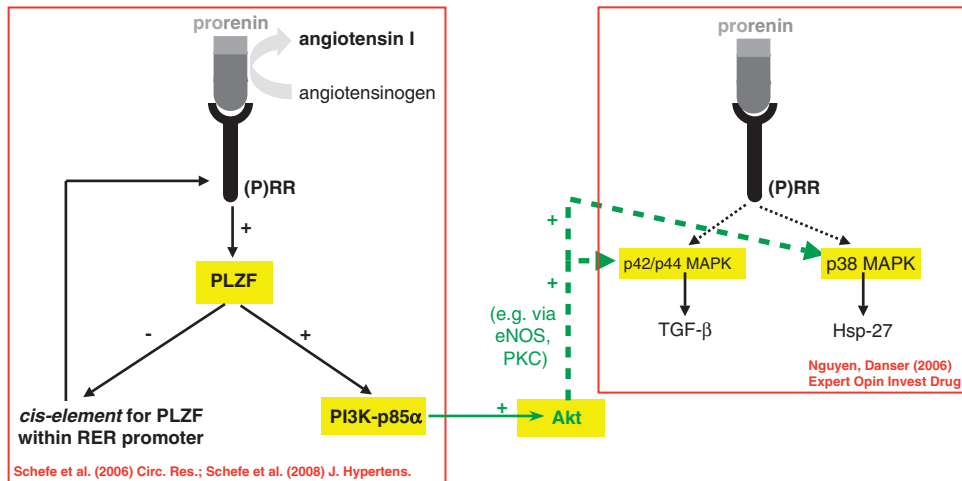 prorenin
angiotensin I
angiotensinogen
(P)RR
+
PLZF
-
+
cis-element for PLZF
within RER promoter
PI3K-p85α
Schefe et al. (2006) Circ. Res.; Schefe et al. (2008) J. Hypertens.
+
Akt
+
+
(e.g. via
eNOS,
PKC)
prorenin
(P)RR
p42/p44 MAPK
p38 MAPK
TGF-β
Hsp-27
Nguyen, Danser (2006)
Expert Opin Invest Drug